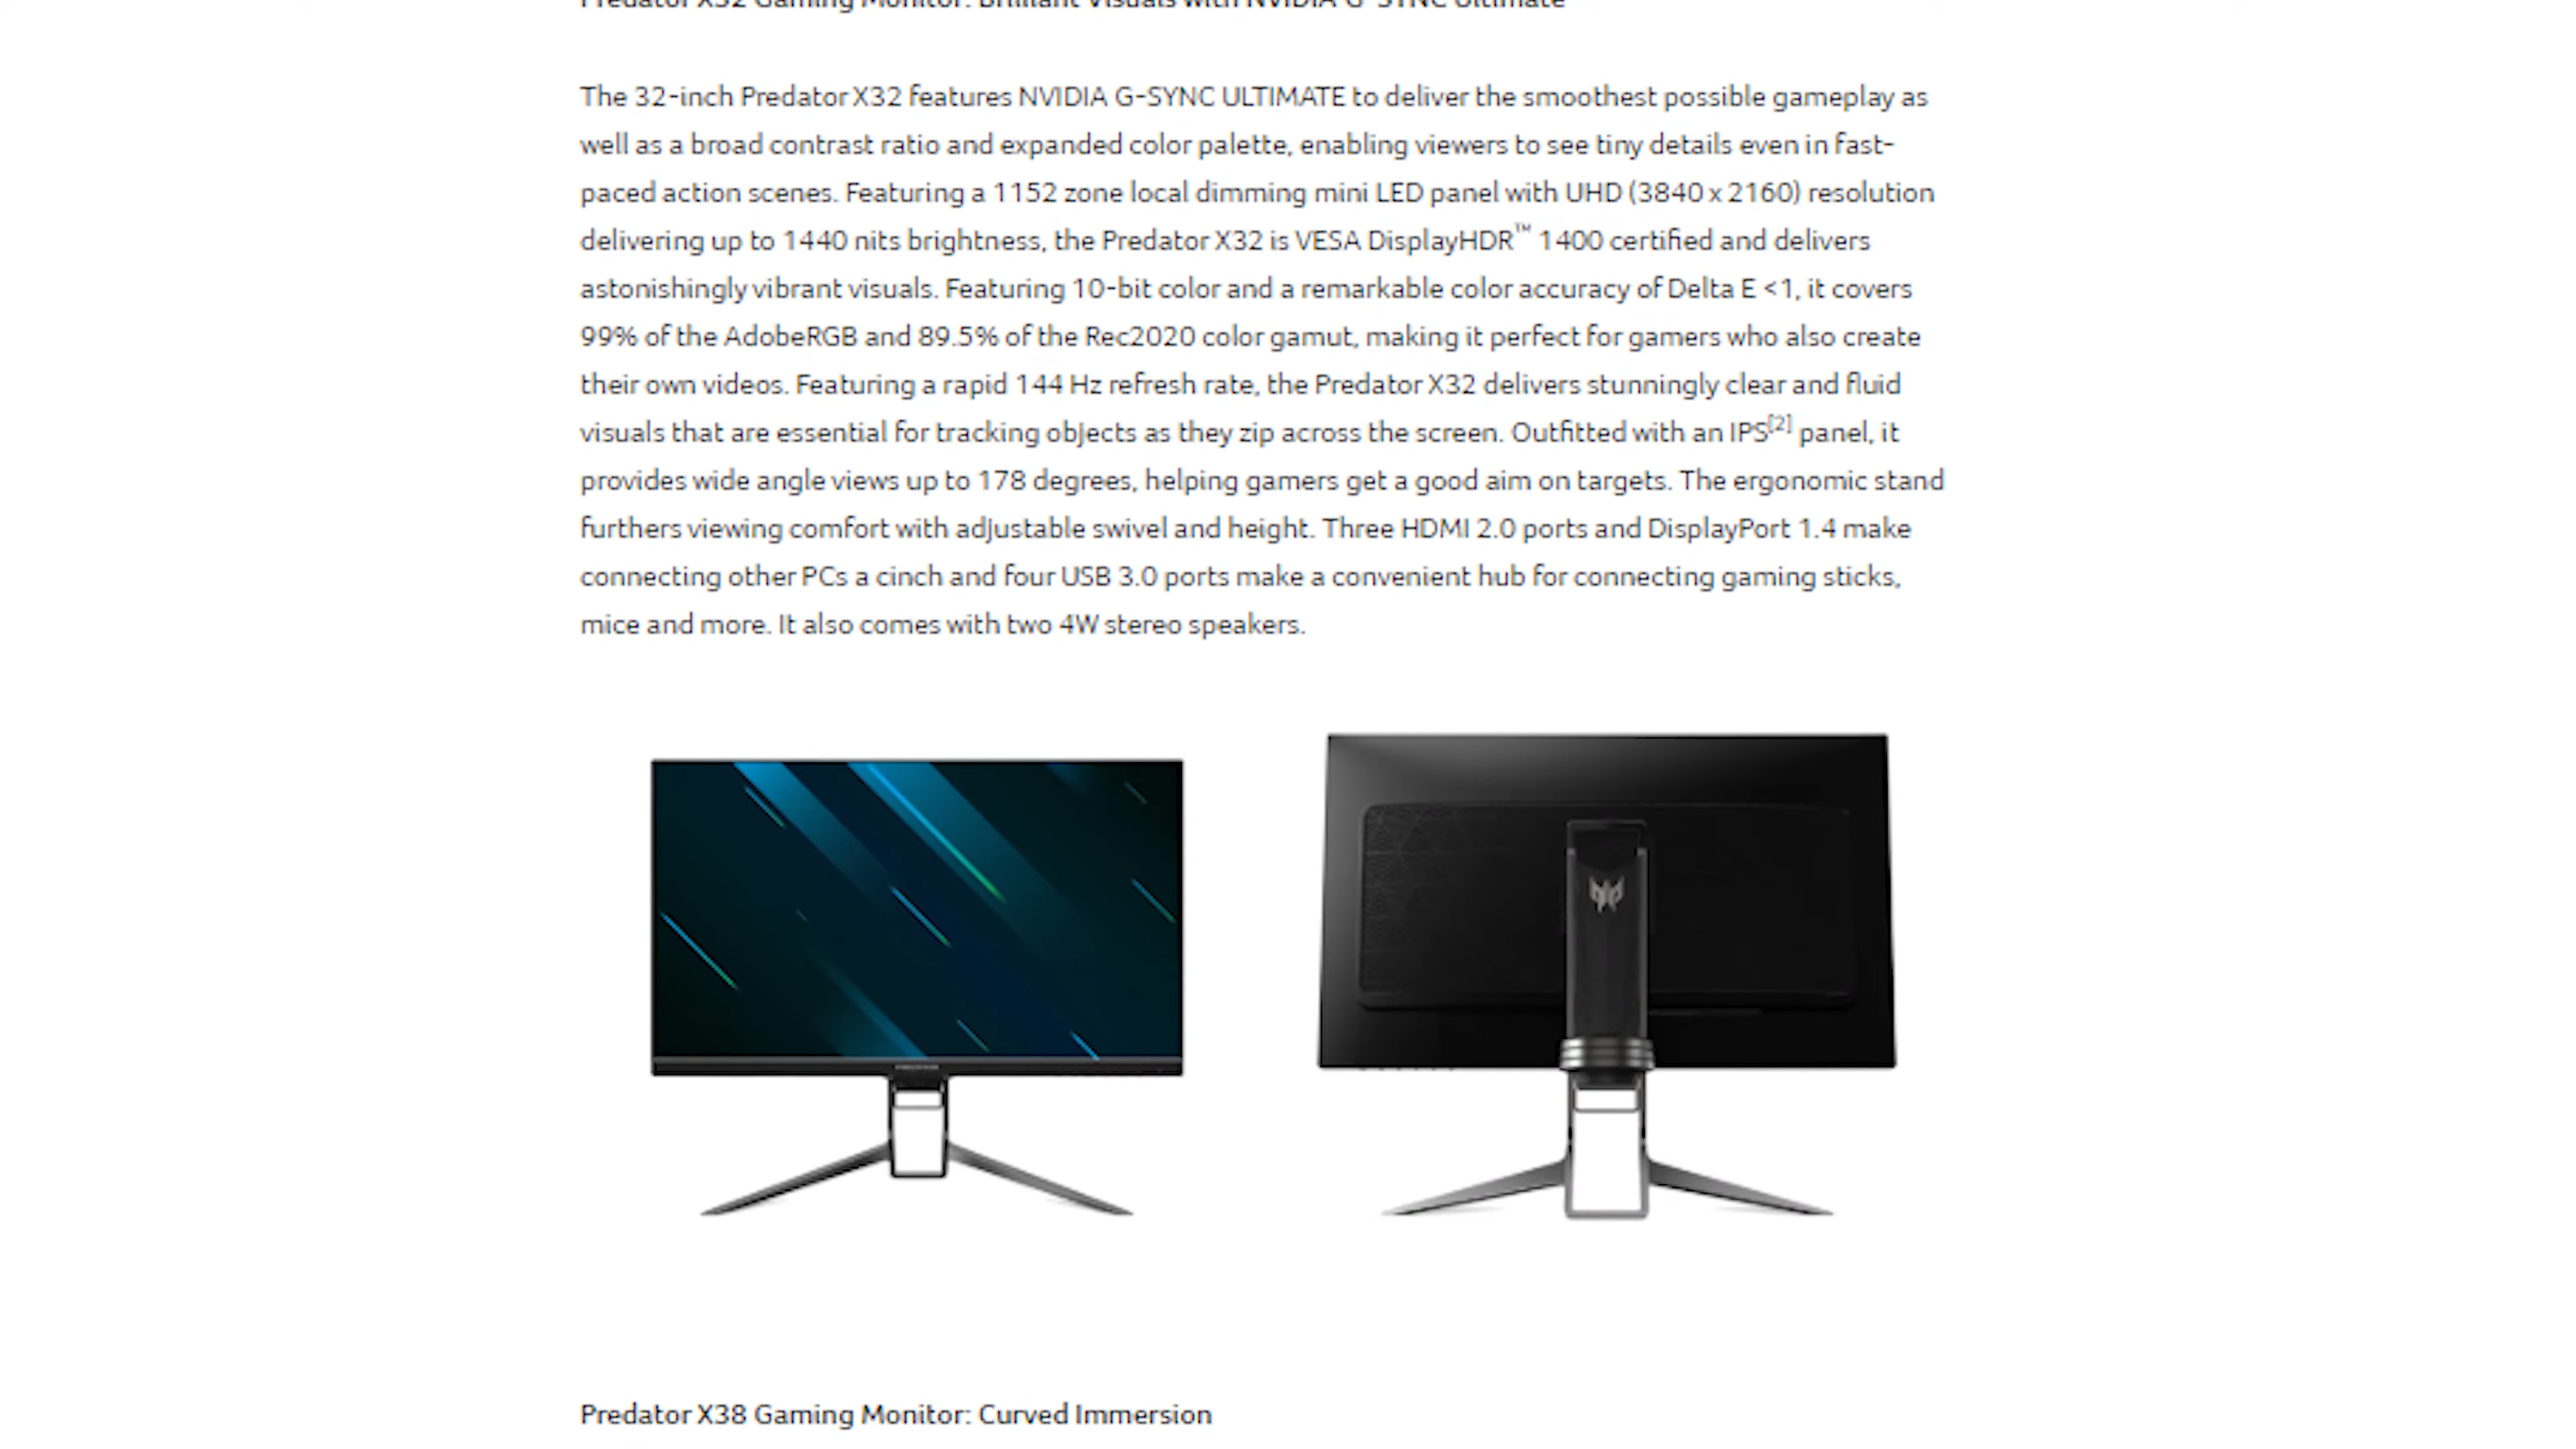 Predator X32 Gaming Monitor: Brilliant Visuals with NVIDIA G-SYNC Ultimate
The 32-inch Predator X32 features NVIDIA G-SYNC ULTIMATE to deliver the smoothest possible gameplay as
well as a broad contrast ratio and expanded color palette, enabling viewers to see tiny details even in fast-
paced action scenes. Featuring a 1152 zone local dimming mini LED panel with UHD (3840 x 2160) resolution
delivering up to 1440 nits brightness, the Predator X32 is VESA DisplayHDR™ 1400 certified and delivers
astonishingly vibrant visuals. Featuring 10-bit color and a remarkable color accuracy of Delta E <1, it covers
99% of the AdobeRGB and 89.5% of the Rec2020 color gamut, making it perfect for gamers who also create
their own videos. Featuring a rapid 144 Hz refresh rate, the Predator X32 delivers stunningly clear and fluid
visuals that are essential for tracking objects as they zip across the screen. Outfitted with an IPS[2] panel, it
provides wide angle views up to 178 degrees, helping gamers get a good aim on targets. The ergonomic stand
furthers viewing comfort with adjustable swivel and height. Three HDMI 2.0 ports and DisplayPort 1.4 make
connecting other PCs a cinch and four USB 3.0 ports make a convenient hub for connecting gaming sticks,
mice and more. It also comes with two 4W stereo speakers.
Predator X38 Gaming Monitor: Curved Immersion